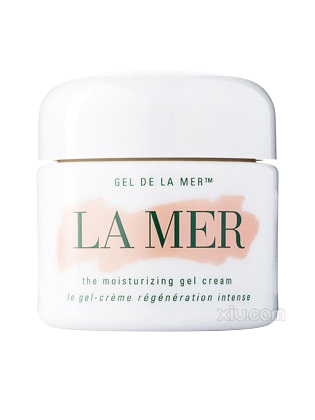 GEL DE LA MER™
LA MER
the moisturizing gel cream
le gel-crème régénération intense
xiu.com